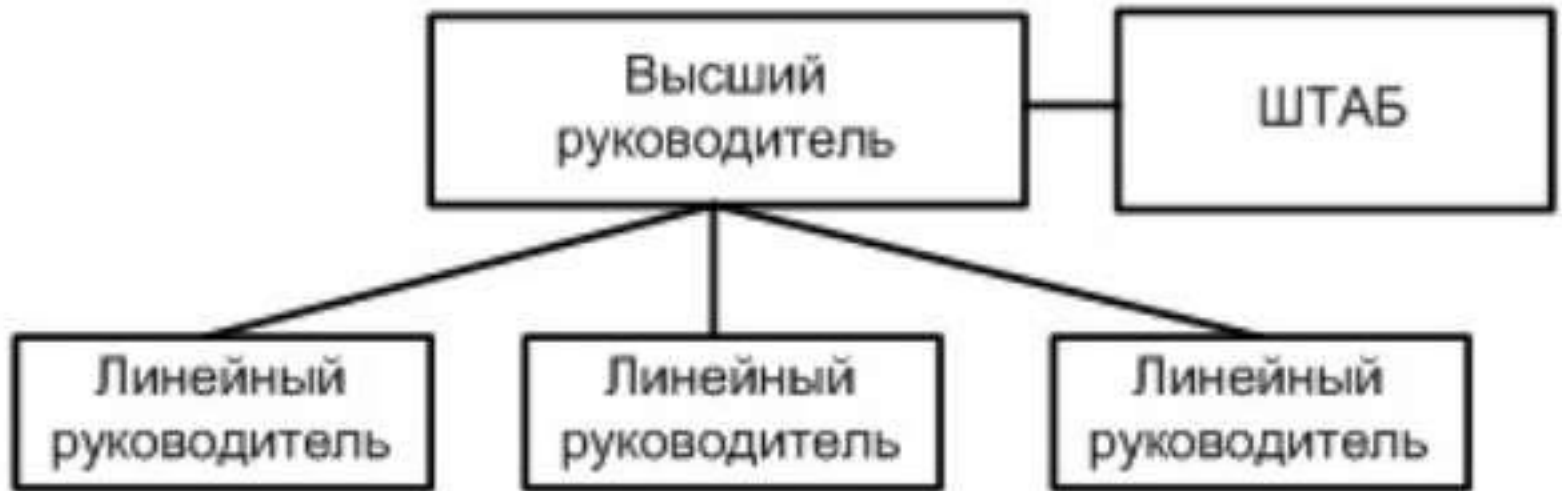 Высший
руководитель
ШТАБ
Линейный
руководитель
Линейный
руководитель
Линейный
руководитель